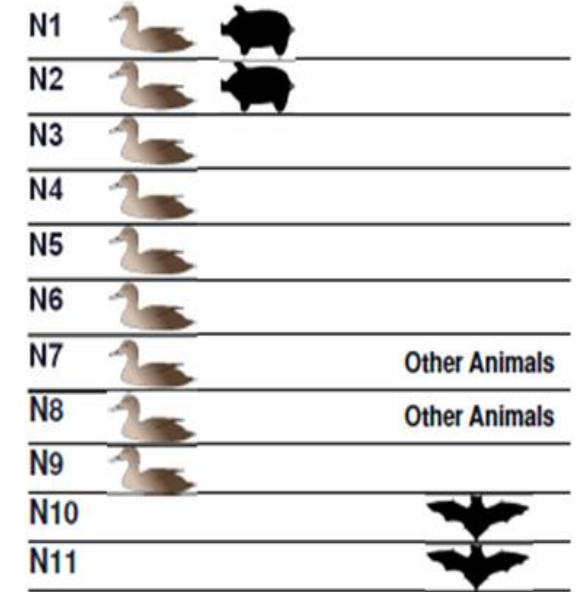 N1
N2
N3
N4
N5
N6
N7 Other Animals
N8 Other Animals
N9
N10
N11